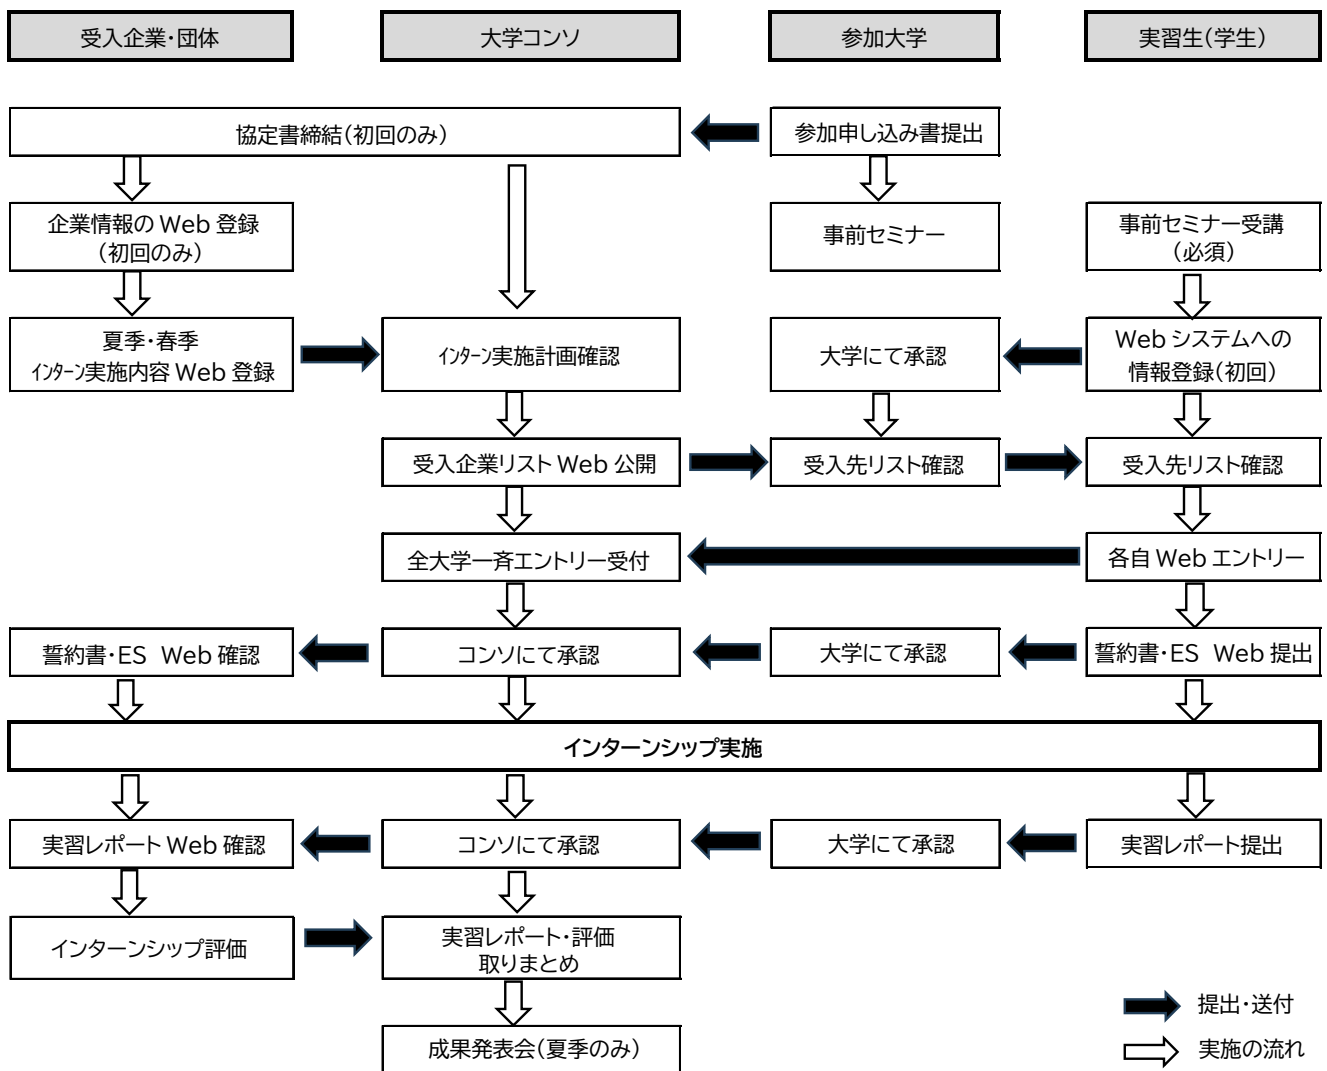 受入企業・団体
大学コンソ
参加大学
実習生(学生)
協定書締結(初回のみ)
参加申し込み書提出
企業情報の Web 登録
(初回のみ)
事前セミナー
事前セミナー受講
(必須)
夏季・春季
インターン実施内容 Web 登録
インターン実施計画確認
大学にて承認
Web システムへの
情報登録(初回)
受入企業リスト Web 公開
受入先リスト確認
受入先リスト確認
全大学一斉エントリー受付
各自 Web エントリー
誓約書・ES Web 確認
コンソにて承認
大学にて承認
誓約書・ES Web 提出
インターンシップ実施
実習レポート Web 確認
コンソにて承認
大学にて承認
実習レポート提出
インターンシップ評価
実習レポート・評価
取りまとめ
成果発表会(夏季のみ)
提出・送付
実施の流れ